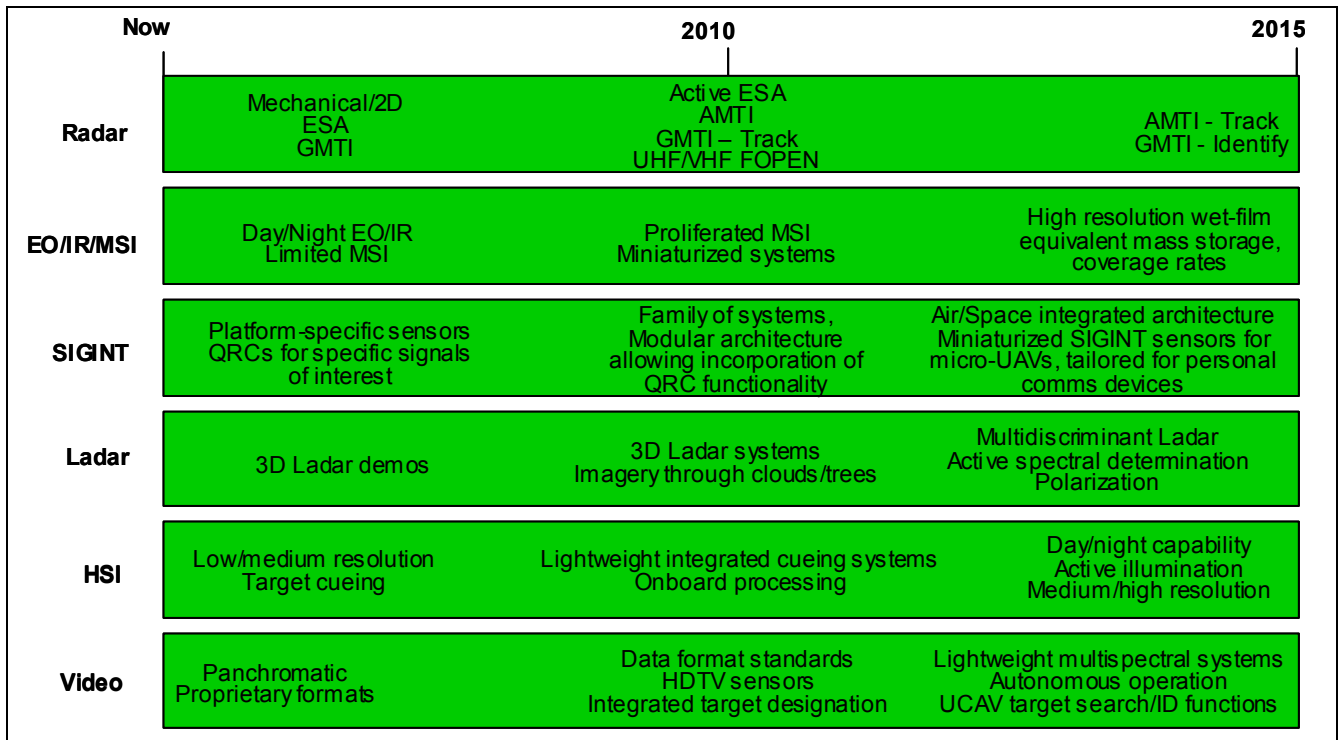 Now
2010
2015
Radar
Mechanical/2D
ESA
GMTI
Active ESA
AMTI
GMTI – Track
UHF/VHF FOPEN
AMTI - Track
GMTI - Identify
EO/IR/MSI
Day/Night EO/IR
Limited MSI
Proliferated MSI
Miniaturized systems
High resolution wet-film
equivalent mass storage,
coverage rates
SIGINT
Platform-specific sensors
QRCs for specific signals
of interest
Family of systems,
Modular architecture
allowing incorporation of
QRC functionality
Air/Space integrated architecture
Miniaturized SIGINT sensors for
micro-UAVs, tailored for personal
comms devices
Ladar
3D Ladar demos
3D Ladar systems
Imagery through clouds/trees
Multidiscriminant Ladar
Active spectral determination
Polarization
HSI
Low/medium resolution
Target cueing
Lightweight integrated cueing systems
Onboard processing
Day/night capability
Active illumination
Medium/high resolution
Video
Panchromatic
Proprietary formats
Data format standards
HDTV sensors
Integrated target designation
Lightweight multispectral systems
Autonomous operation
UCAV target search/ID functions